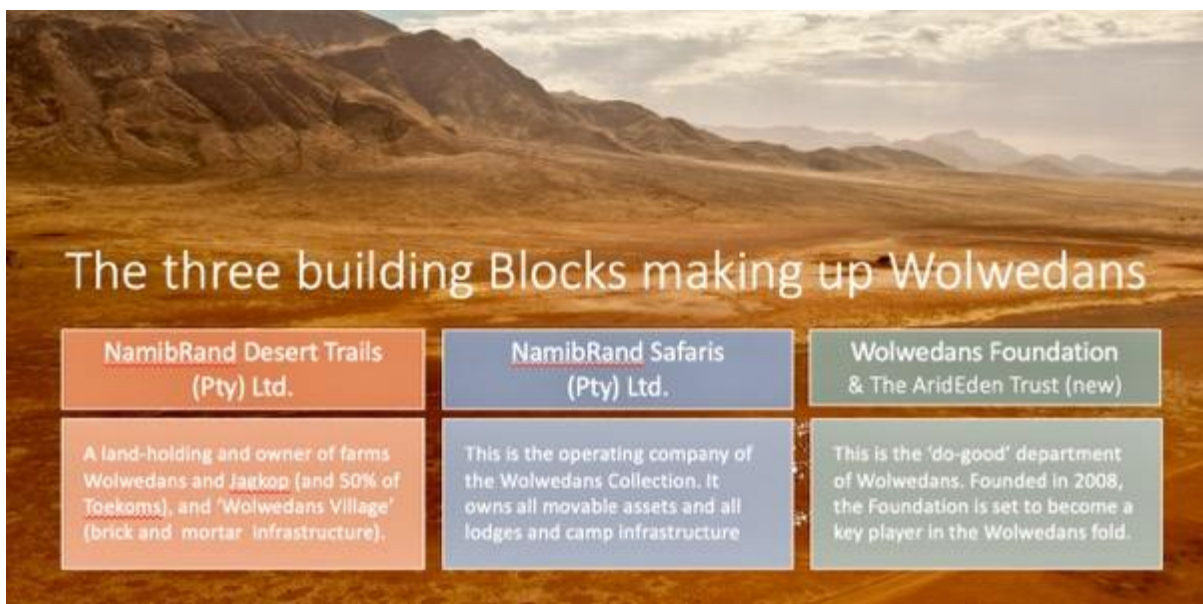 The three building Blocks making up Wolwedans
NamibRand Desert Trails
(Pty) Ltd.
A land-holding and owner of farms
Wolwedans and Jagkop (and 50% of
Toekoms), and 'Wolwedans Village'
(brick and mortar infrastructure).
NamibRand Safaris
(Pty) Ltd.
This is the operating company of
the Wolwedans Collection. It
owns all movable assets and all
lodges and camp infrastructure
Wolwedans Foundation
& The AridEden Trust (new)
This is the 'do-good' department
of Wolwedans. Founded in 2008,
the Foundation is set to become a
key player in the Wolwedans fold.